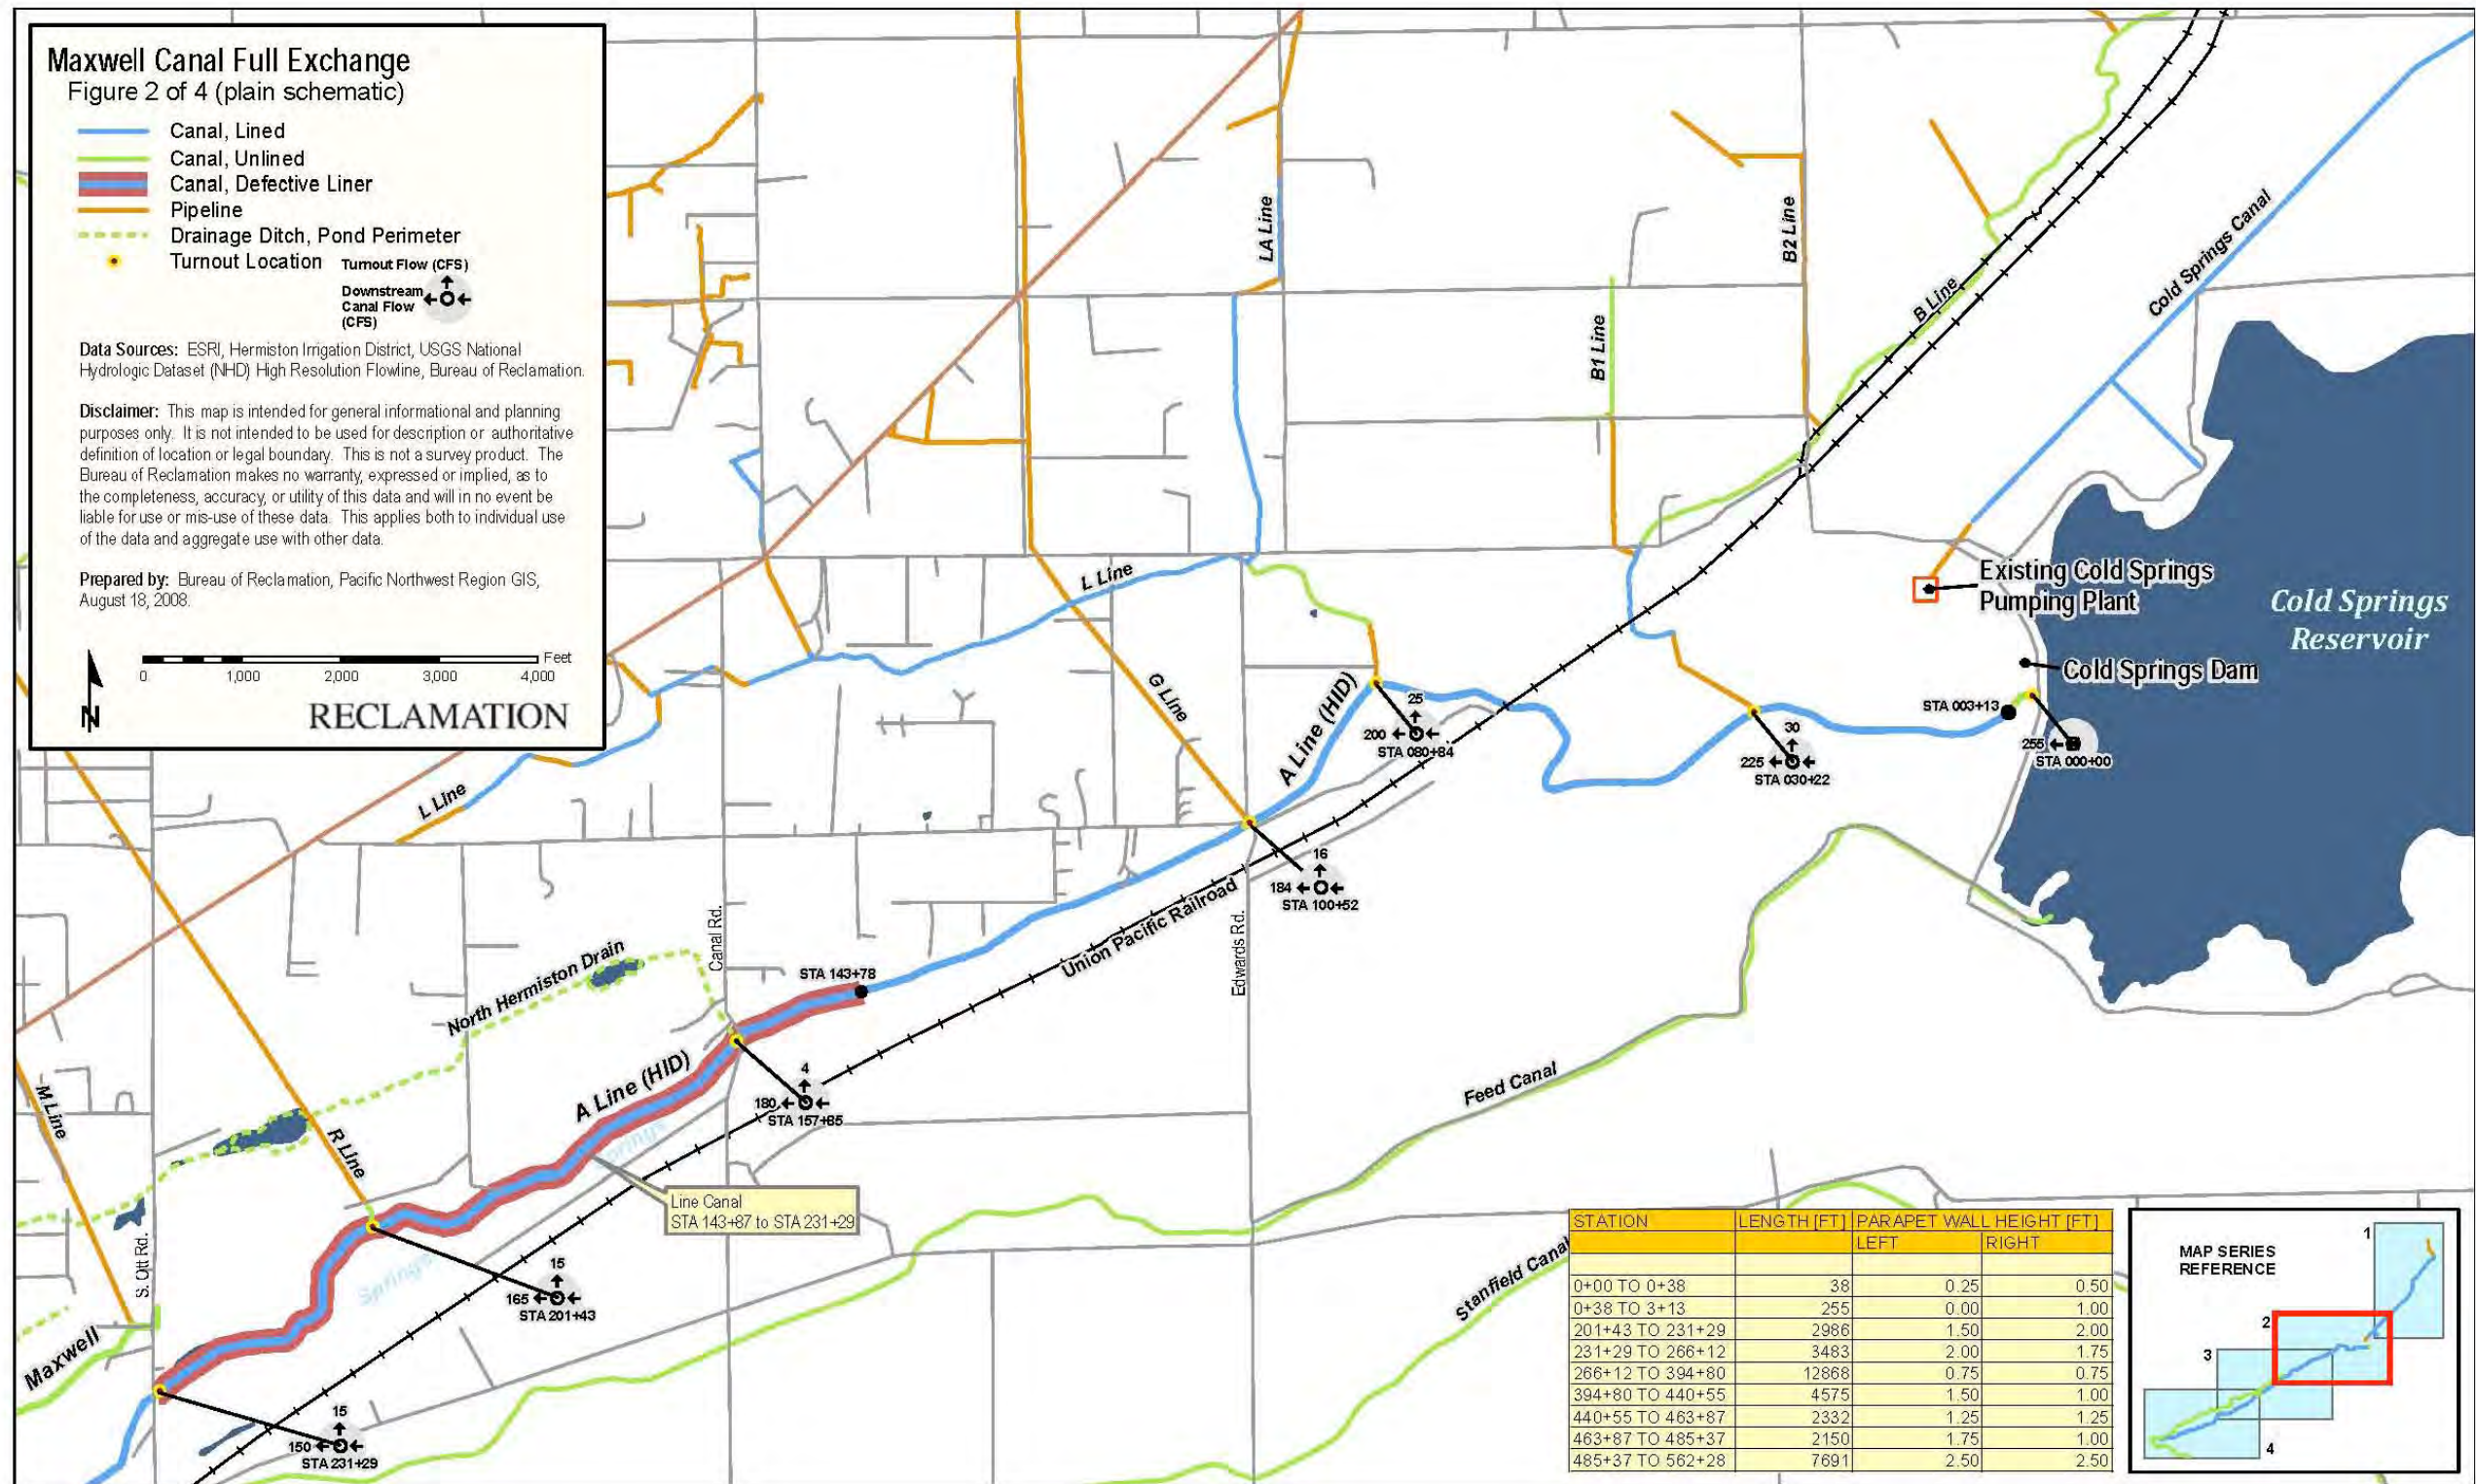 Maxwell Canal Full Exchange
Figure 2 of 4 (plain schematic)
Canal, Lined
Canal, Unlined
Canal, Defective Liner
Pipeline
Drainage Ditch, Pond Perimeter
Turnout Location
Turnout Flow (CFS)
Downstream
Canal Flow
(CFS)
Data Sources: ESRI, Hermiston Irrigation District, USGS National
Hydrologic Dataset (NHD) High Resolution Flowline, Bureau of Reclamation.
Disclaimer: This map is intended for general informational and planning
purposes only. It is not intended to be used for description or authoritative
definition of location or legal boundary. This is not a survey product. The
Bureau of Reclamation makes no warranty, expressed or implied, as to
the completeness, accuracy, or utility of this data and will in no event be
liable for use or mis-use of these data. This applies both to individual use
of the data and aggregate use with other data.
Prepared by: Bureau of Reclamation, Pacific Northwest Region GIS,
August 18, 2008.
Feet
0 1,000 2,000 3,000 4,000
N
RECLAMATION
LA Line
B1 Line
B2 Line
B Line
Cold Springs Canal
L Line
G Line
A Line (HID)
Existing Cold Springs
Pumping Plant
Cold Springs
Reservoir
Cold Springs Dam
STA 003+13
255
STA 000+00
30
225
STA 030+22
25
200
STA 080+84
16
184
STA 100+52
L Line
Canal Rd.
Edwards Rd.
Union Pacific Railroad
STA 143+78
North Hermiston Drain
A Line (HID)
4
180
STA 157+85
Springs
Feed Canal
M Line
R Line
Line Canal
STA 143+87 to STA 231+29
S. Ott Rd.
Springs
15
165
STA 201+43
Maxwell
15
150
STA 231+29
Stanfield Canal
STATION LENGTH [FT] PARAPET WALL HEIGHT [FT]
LEFT RIGHT
0+00 TO 0+38 38 0.25 0.50
0+38 TO 3+13 255 0.00 1.00
201+43 TO 231+29 2986 1.50 2.00
231+29 TO 266+12 3483 2.00 1.75
266+12 TO 394+80 12868 0.75 0.75
394+80 TO 440+55 4575 1.50 1.00
440+55 TO 463+87 2332 1.25 1.25
463+87 TO 485+37 2150 1.75 1.00
485+37 TO 562+28 7691 2.50 2.50
MAP SERIES
REFERENCE
1
2
3
4